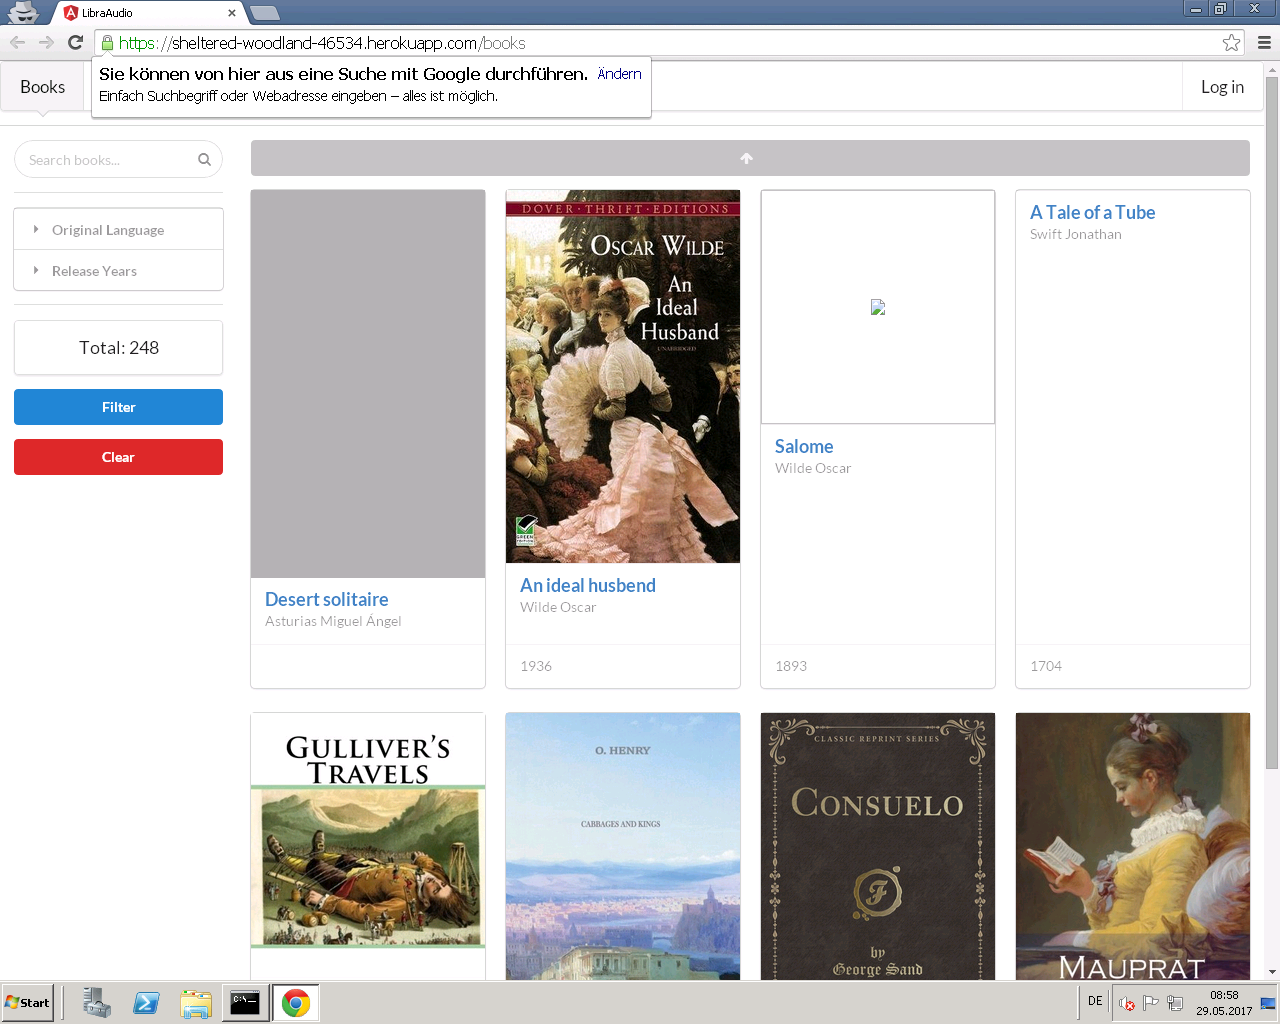 LibraAudio
https://sheltered-woodland-46534.herokuapp.com/books
Sie können von hier aus eine Suche mit Google durchführen. Ändern
Einfach Suchbegriff oder Webadresse eingeben – alles ist möglich.
Books
Log in
Search books...
Original Language
Release Years
Total: 248
Filter
Clear
Desert solitaire
Asturias Miguel Ángel
DOVER · THRIFT · EDITIONS
OSCAR WILDE
An
Ideal
Husband
UNABRIDGED
GREEN EDITION
An ideal husbend
Wilde Oscar
1936
Salome
Wilde Oscar
1893
A Tale of a Tube
Swift Jonathan
1704
GULLIVER'S
TRAVELS
O. HENRY
CABBAGES AND KINGS
CLASSIC REPRINT SERIES
CONSUELO
F
by
George Sand
MAUPRAT
Start
C:\
DE
08:58
29.05.2017